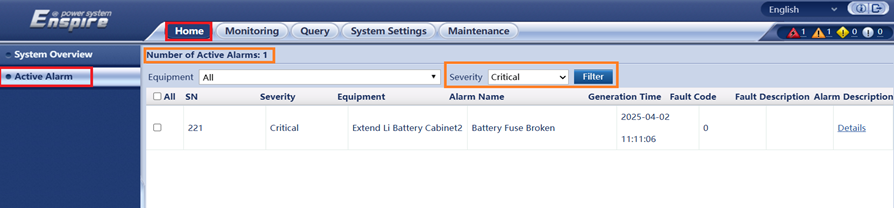 power system
Enspire
English
Home Monitoring Query System Settings Maintenance
1 1 0 0
System Overview
Active Alarm
Number of Active Alarms: 1
Equipment All Severity Critical Filter
All SN Severity Equipment Alarm Name Generation Time Fault Code Fault Description Alarm Description
221 Critical Extend Li Battery Cabinet2 Battery Fuse Broken 2025-04-02 0 Details
11:11:06